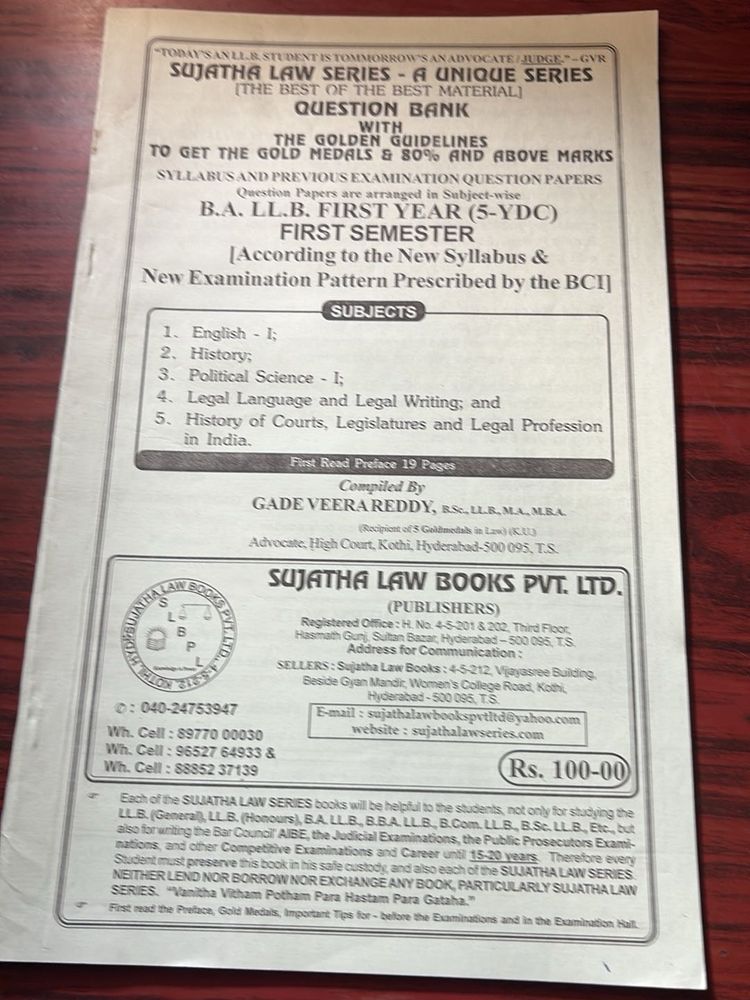 "TODAY'S AN LL.B. STUDENT IS TOMMORROW'S AN ADVOCATE / JUDGE." – GVR
SUJATHA LAW SERIES - A UNIQUE SERIES
[THE BEST OF THE BEST MATERIAL]
QUESTION BANK
WITH
THE GOLDEN GUIDELINES
TO GET THE GOLD MEDALS & 80% AND ABOVE MARKS
SYLLABUS AND PREVIOUS EXAMINATION QUESTION PAPERS
Question Papers are arranged in Subject-wise
B.A. LL.B. FIRST YEAR (5-YDC)
FIRST SEMESTER
[According to the New Syllabus &
New Examination Pattern Prescribed by the BCI]
SUBJECTS
1. English - I;
2. History;
3. Political Science - I;
4. Legal Language and Legal Writing; and
5. History of Courts, Legislatures and Legal Profession
in India.
First Read Preface 19 Pages
Compiled By
GADE VEERA REDDY, B.Sc., LL.B., M.A., M.B.A.
(Recipient of 5 Goldmedals in Law) (K.U.)
Advocate, High Court, Kothi, Hyderabad-500 095, T.S.
SUJATHA LAW BOOKS PVT. LTD.
(PUBLISHERS)
Registered Office : H. No. 4-5-201 & 202, Third Floor,
Hasmath Gunj, Sultan Bazar, Hyderabad – 500 095, T.S.
Address for Communication :
SELLERS : Sujatha Law Books : 4-5-212, Vijayasree Building,
Beside Gyan Mandir, Women's College Road, Kothi,
Hyderabad - 500 095, T.S.
SUJATHA LAW BOOKS PVT. LTD., 4-5-212, KOTHI, HYD
S
L
B
P
L
✆ : 040-24753947
Wh. Cell : 89770 00030
Wh. Cell : 96527 64933 &
Wh. Cell : 88852 37139
E-mail : sujathalawbookspvtltd@yahoo.com
website : sujathalawseries.com
Rs. 100-00
☞ Each of the SUJATHA LAW SERIES books will be helpful to the students, not only for studying the
LL.B. (General), LL.B. (Honours), B.A. LL.B., B.B.A. LL.B., B.Com. LL.B., B.Sc. LL.B., Etc., but
also for writing the Bar Council' AIBE, the Judicial Examinations, the Public Prosecutors Exami-
nations, and other Competitive Examinations and Career until 15-20 years. Therefore every
Student must preserve this book in his safe custody, and also each of the SUJATHA LAW SERIES.
NEITHER LEND NOR BORROW NOR EXCHANGE ANY BOOK, PARTICULARLY SUJATHA LAW
SERIES. "Vanitha Vitham Potham Para Hastam Para Gataha."
☞ First read the Preface, Gold Medals, Important Tips for - before the Examinations and in the Examination Hall.